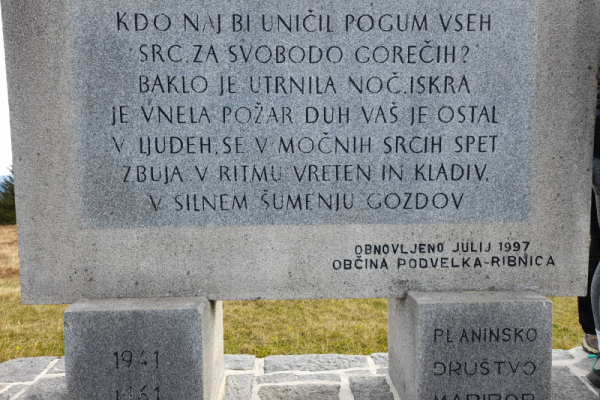 KDO NAJ BI UNIČIL POGUM VSEH
SRC, ZA SVOBODO GOREČIH?
BAKLO JE UTRNILA NOČ, ISKRA
JE VNELA POŽAR DUH VAŠ JE OSTAL
V LJUDEH, SE V MOČNIH SRCIH SPET
ZBUJA V RITMU VRETEN IN KLADIV,
V SILNEM ŠUMENJU GOZDOV
OBNOVLJENO JULIJ 1997
OBČINA PODVELKA-RIBNICA
1941
1961
PLANINSKO
DRUŠTVO
MARIBOR